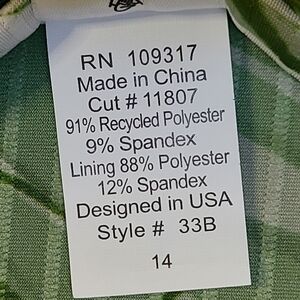 RN 109317
Made in China
Cut # 11807
91% Recycled Polyester
9% Spandex
Lining 88% Polyester
12% Spandex
Designed in USA
Style # 33B
14